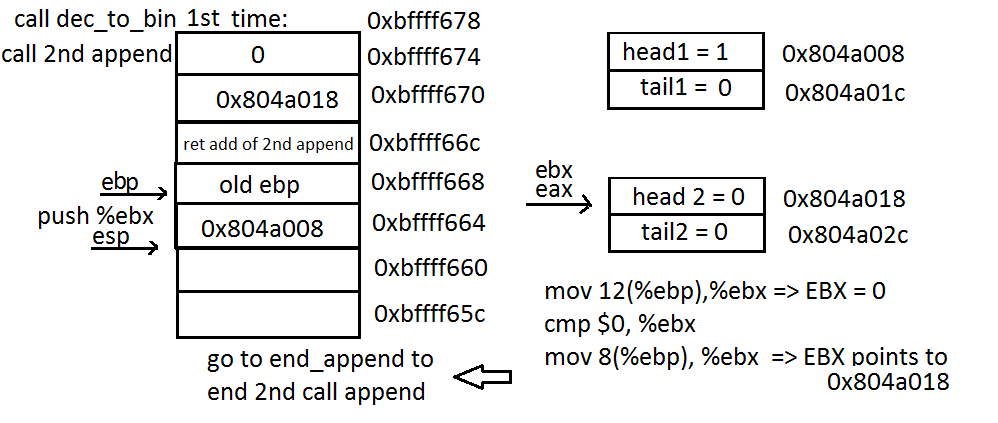 call dec_to_bin 1st time: 0xbffff678
call 2nd append 0 0xbffff674
0x804a018 0xbffff670
ret add of 2nd append 0xbffff66c
ebp old ebp 0xbffff668
push %ebx 0x804a008 0xbffff664
esp
0xbffff660
0xbffff65c
head1 = 1 0x804a008
tail1 = 0 0x804a01c
ebx
eax
head 2 = 0 0x804a018
tail2 = 0 0x804a02c
mov 12(%ebp),%ebx => EBX = 0
cmp $0, %ebx
mov 8(%ebp), %ebx => EBX points to
0x804a018
go to end_append to
end 2nd call append